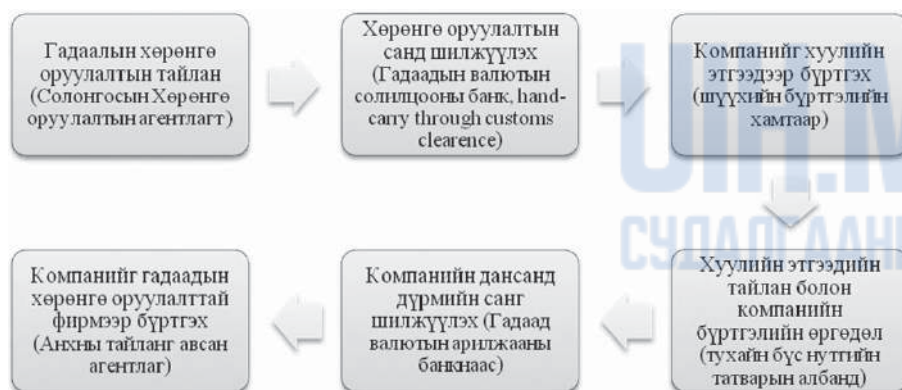 Гадаалын хөрөнгө
оруулалтын тайлан
(Солонгосын Хөрөнгө
оруулалтын агентлагт)
Хөрөнгө оруулалтын
санд шилжүүлэх
(Гадаадын валютын
солилцооны банк, hand-
carry through customs
clearence)
Компанийг хуулийн
этгээдээр бүртгэх
(шүүхийн бүртгэлийн
хамтаар)
Хуулийн этгээдийн
тайлан болон
компанийн
бүртгэлийн өргөдөл
(тухайн бүс нутгийн
татварын албанд)
Компанийн дансанд
дүрмийн санг
шилжүүлэх (Гадаад
валютын арилжааны
банкнаас)
Компанийг гадаадын
хөрөнгө оруулалттай
фирмээр бүртгэх
(Анхны тайланг авсан
агентлаг)